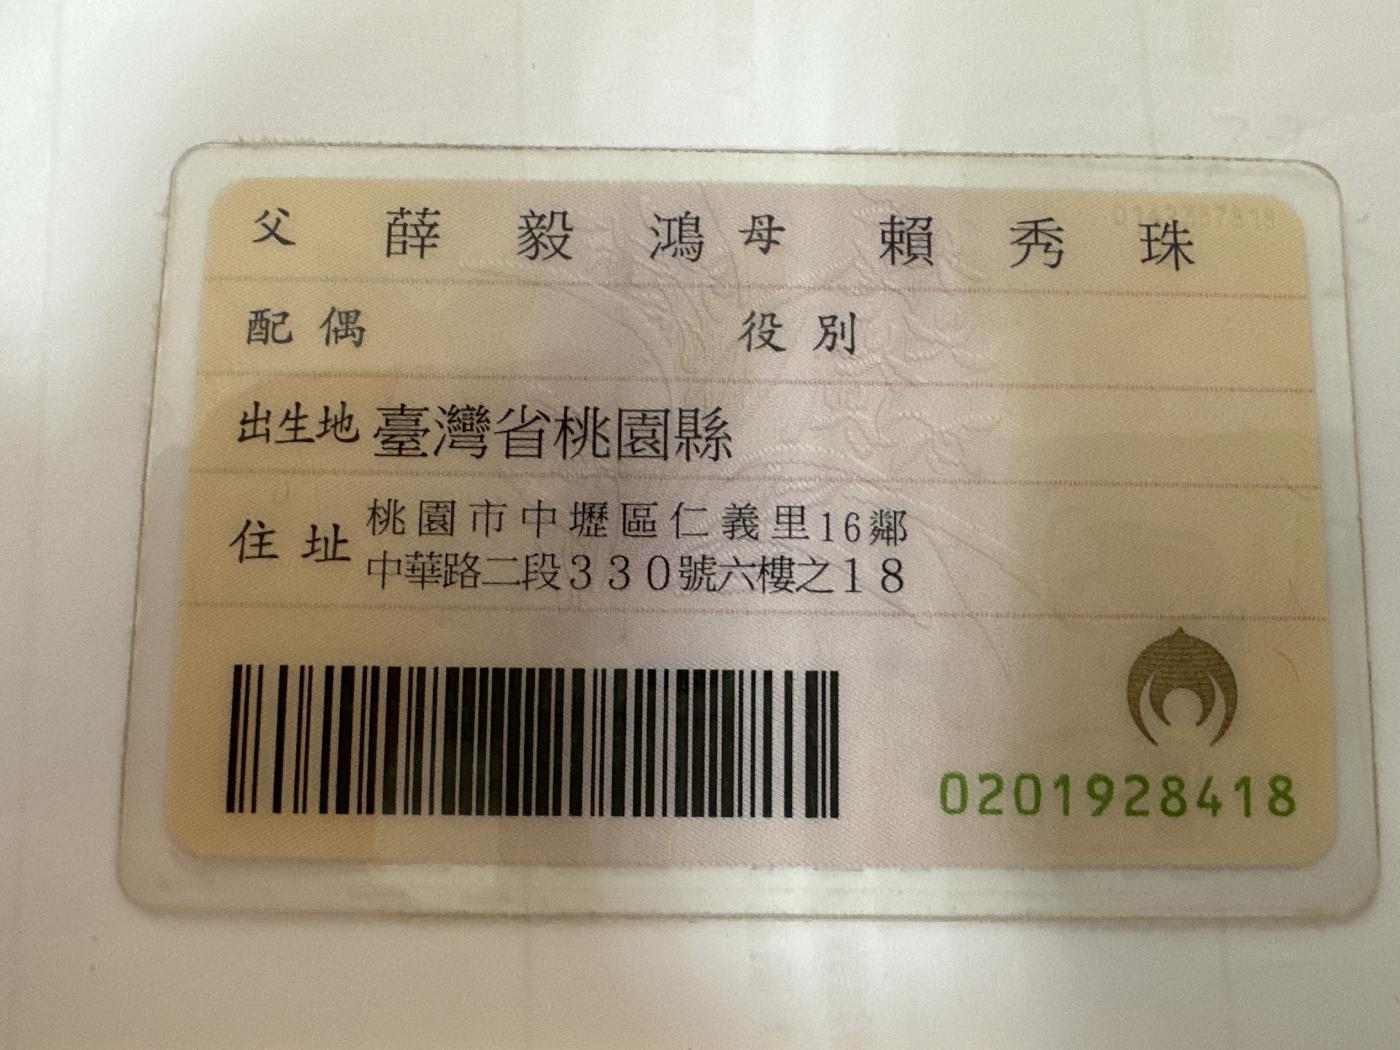 父 薛毅鴻 母 賴秀珠
配偶 役別
出生地 臺灣省桃園縣
住址 桃園市中壢區仁義里16鄰
中華路二段330號六樓之18
0201928418